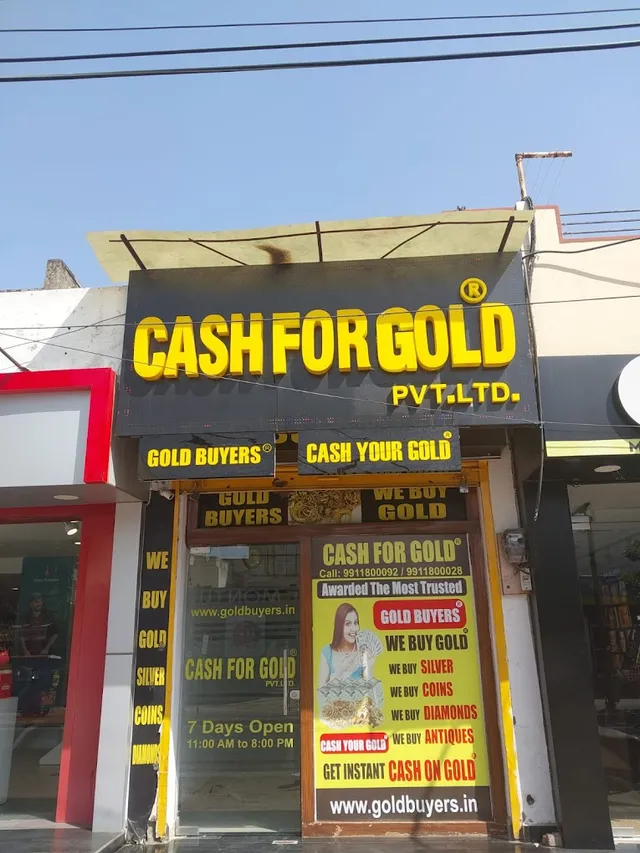 ®
CASH FOR GOLD
PVT.LTD.
GOLD BUYERS®
CASH YOUR GOLD®
GOLD
BUYERS
WE BUY
GOLD
WE
BUY
GOLD
SILVER
COINS
DIAMOND
www.goldbuyers.in
CASH FOR GOLD
PVT.LTD.
7 Days Open
11:00 AM to 8:00 PM
CASH FOR GOLD®
Call: 9911800092 / 9911800028
Awarded The Most Trusted
GOLD BUYERS®
WE BUY GOLD®
WE BUY SILVER
WE BUY COINS
WE BUY DIAMONDS
WE BUY ANTIQUES
CASH YOUR GOLD®
GET INSTANT CASH ON GOLD®
www.goldbuyers.in